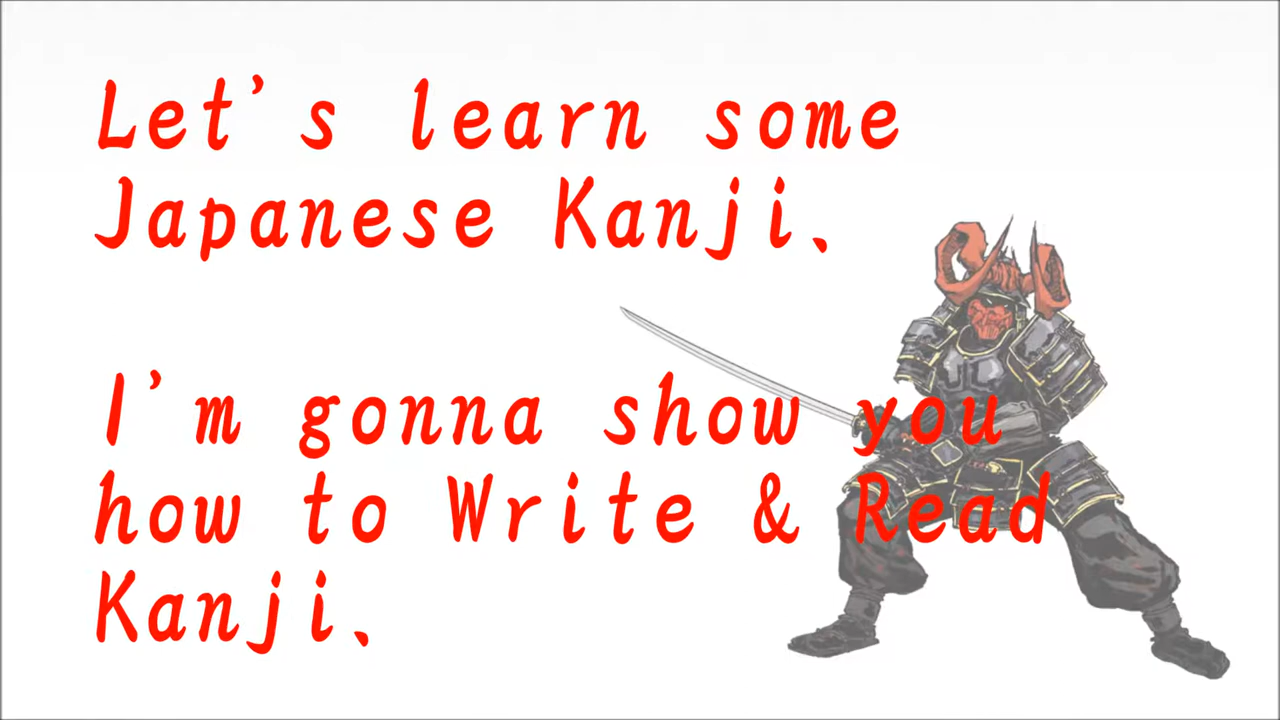 Let's learn some
Japanese Kanji、
I'm gonna show you
how to Write & Read
Kanji、